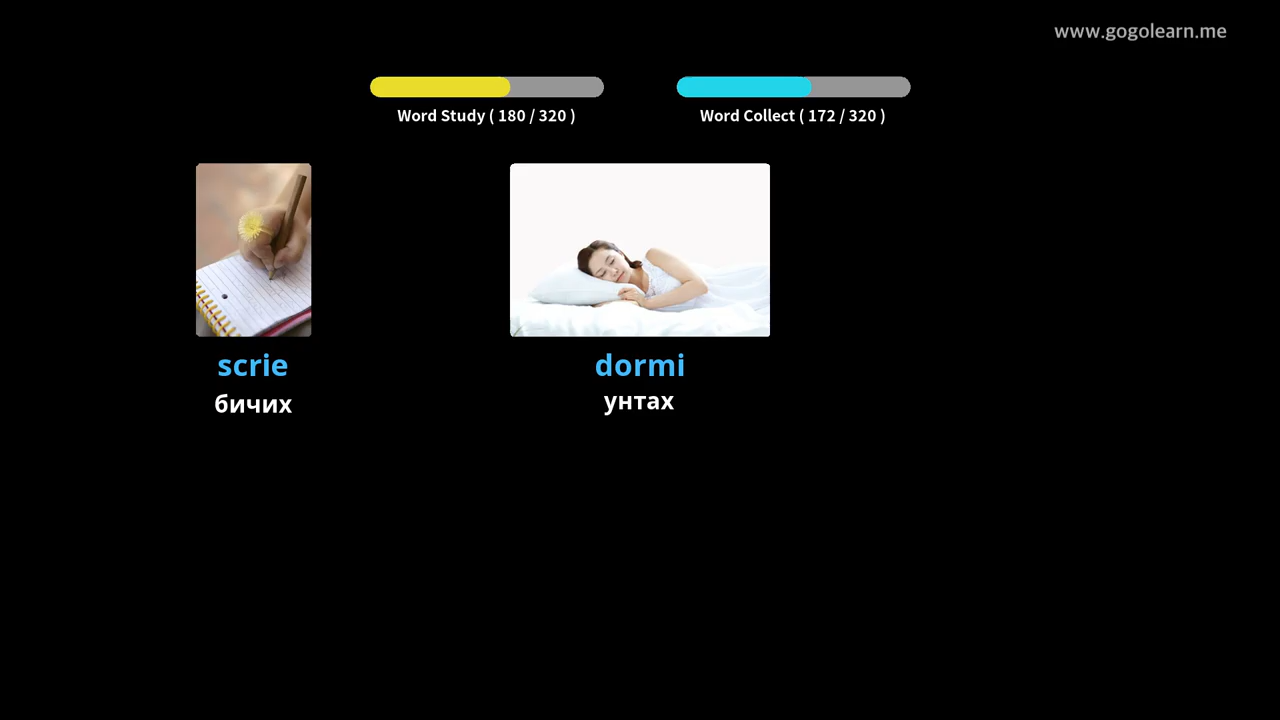 www.gogolearn.me
Word Study ( 180 / 320 )
Word Collect ( 172 / 320 )
scrie
бичих
dormi
унтах